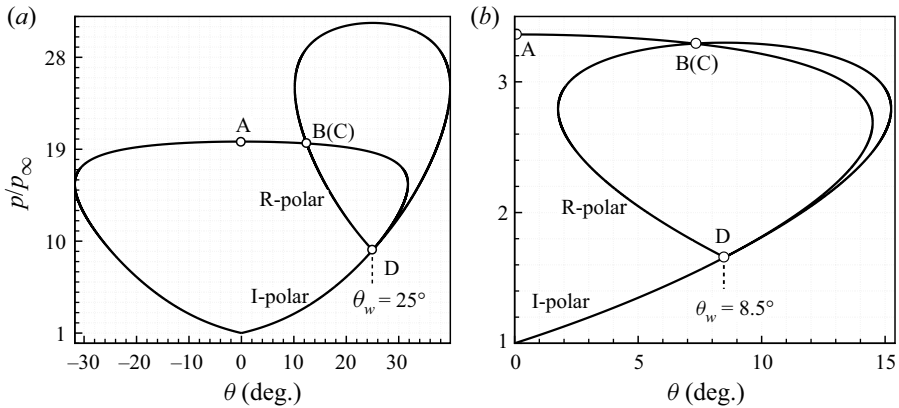 (a)
28
19
10
1
p/p∞
A
B(C)
R-polar
D
I-polar
θw = 25°
−30 −20 −10 0 10 20 30
θ (deg.)
(b)
3
2
1
A
B(C)
R-polar
D
I-polar
θw = 8.5°
0 5 10 15
θ (deg.)